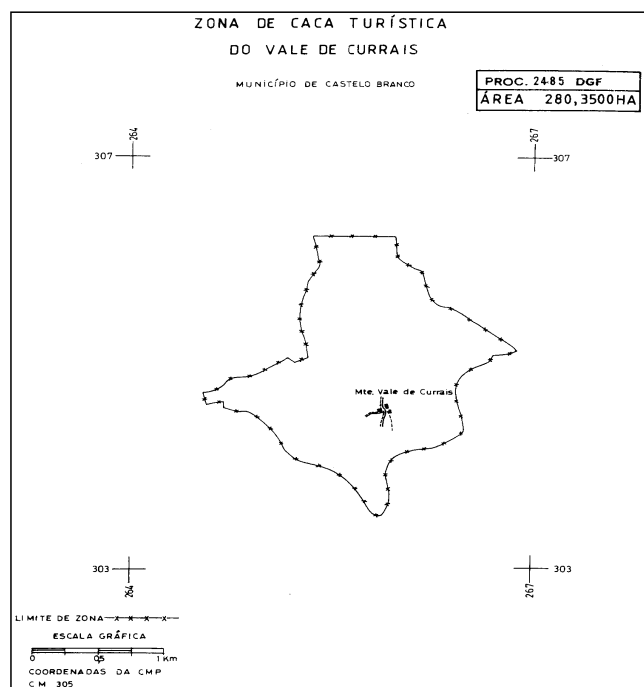 ZONA DE CACA TURÍSTICA
DO VALE DE CURRAIS
MUNICÍPIO DE CASTELO BRANCO
PROC. 2485 DGF
ÁREA 280,3500HA
264
267
307
307
Mte. Vale de Currais
303
303
264
267
LIMITE DE ZONA
ESCALA GRÁFICA
0 0,5 1 Km
COORDENADAS DA CMP
C M 305